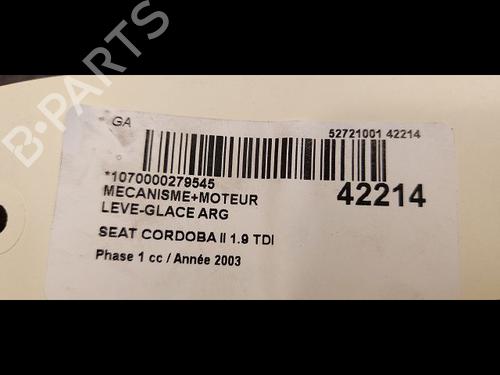 GA
52721001 42214
*1070000279545
42214
MECANISME+MOTEUR
LEVE-GLACE ARG
SEAT CORDOBA II 1.9 TDI
Phase 1 cc / Année 2003
B-PARTS